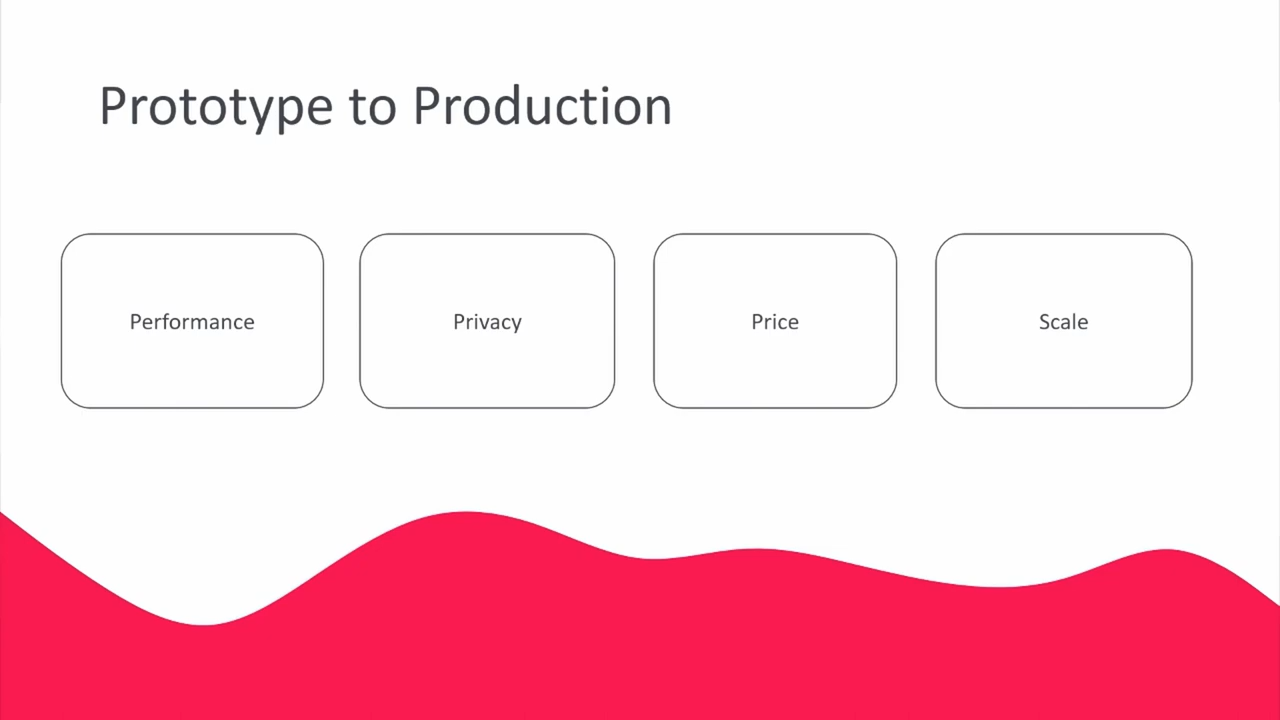 Prototype to Production
Performance
Privacy
Price
Scale